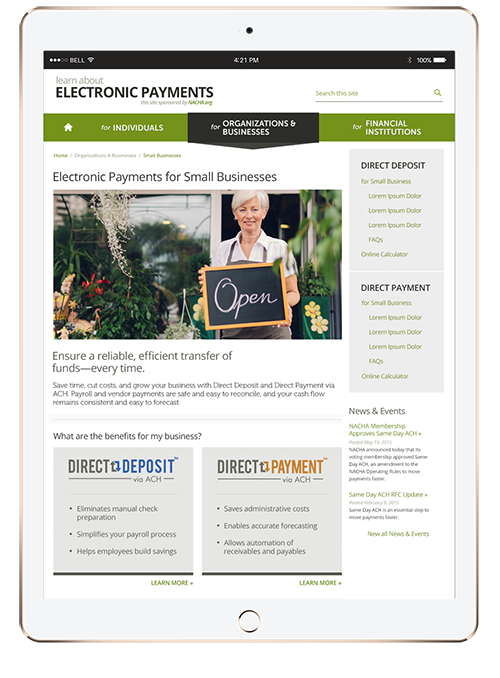 BELL
4:21 PM
100%
learn about
ELECTRONIC PAYMENTS
this site sponsored by NACHA.org
Search this site
for INDIVIDUALS
for ORGANIZATIONS &
BUSINESSES
for FINANCIAL
INSTITUTIONS
Home / Organizations & Businesses / Small Businesses
Electronic Payments for Small Businesses
Open
Ensure a reliable, efficient transfer of
funds—every time.
Save time, cut costs, and grow your business with Direct Deposit and Direct Payment via
ACH. Payroll and vendor payments are safe and easy to reconcile, and your cash flow
remains consistent and easy to forecast.
What are the benefits for my business?
DIRECT DEPOSIT™
via ACH
• Eliminates manual check
preparation
• Simplifies your payroll process
• Helps employees build savings
LEARN MORE »
DIRECT PAYMENT™
via ACH
• Saves administrative costs
• Enables accurate forecasting
• Allows automation of
receivables and payables
LEARN MORE »
DIRECT DEPOSIT
for Small Business
Lorem Ipsum Dolor
Lorem Ipsum Dolor
Lorem Ipsum Dolor
FAQs
Online Calculator
DIRECT PAYMENT
for Small Business
Lorem Ipsum Dolor
Lorem Ipsum Dolor
Lorem Ipsum Dolor
FAQs
Online Calculator
News & Events
NACHA Membership
Approves Same Day ACH »
Posted May 19, 2015
NACHA announced today that its
voting membership approved Same
Day ACH, an amendment to the
NACHA Operating Rules to move
payments faster.
Same Day ACH RFC Update »
Posted February 9, 2015
Same Day ACH is an essential step to
move payments faster.
View all News & Events